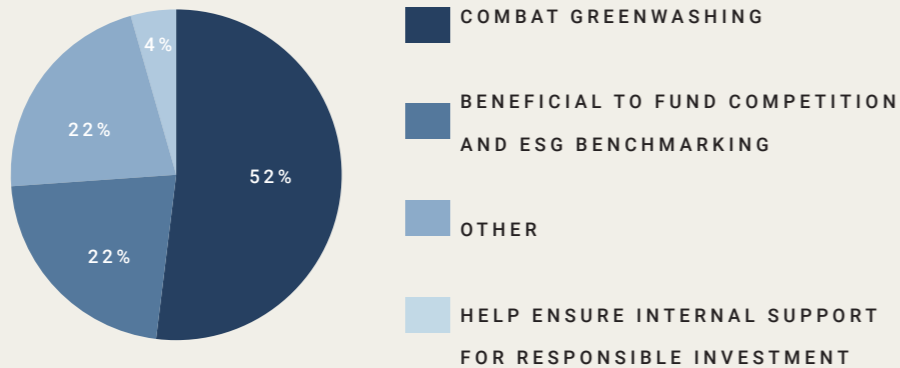 4%
22%
52%
22%
COMBAT GREENWASHING
BENEFICIAL TO FUND COMPETITION
AND ESG BENCHMARKING
OTHER
HELP ENSURE INTERNAL SUPPORT
FOR RESPONSIBLE INVESTMENT